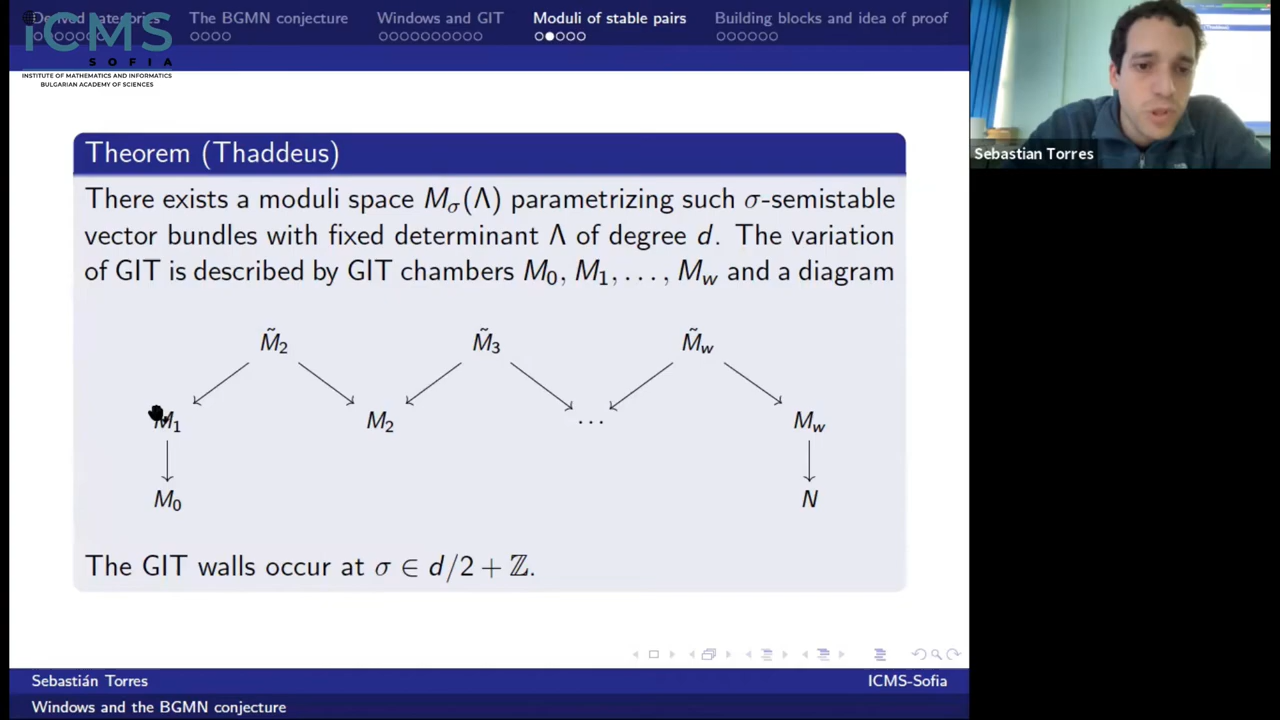 Derived categories The BGMN conjecture Windows and GIT Moduli of stable pairs Building blocks and idea of proof
iCMS
SOFIA
INSTITUTE OF MATHEMATICS AND INFORMATICS
BULGARIAN ACADEMY OF SCIENCES
Sebastian Torres
Theorem (Thaddeus)
There exists a moduli space M_σ(Λ) parametrizing such σ-semistable
vector bundles with fixed determinant Λ of degree d. The variation
of GIT is described by GIT chambers M_0, M_1, . . . , M_w and a diagram
M̃_2 M̃_3 M̃_w
M_1 M_2 · · · M_w
M_0 N
The GIT walls occur at σ ∈ d/2 + ℤ.
Sebastián Torres ICMS-Sofia
Windows and the BGMN conjecture